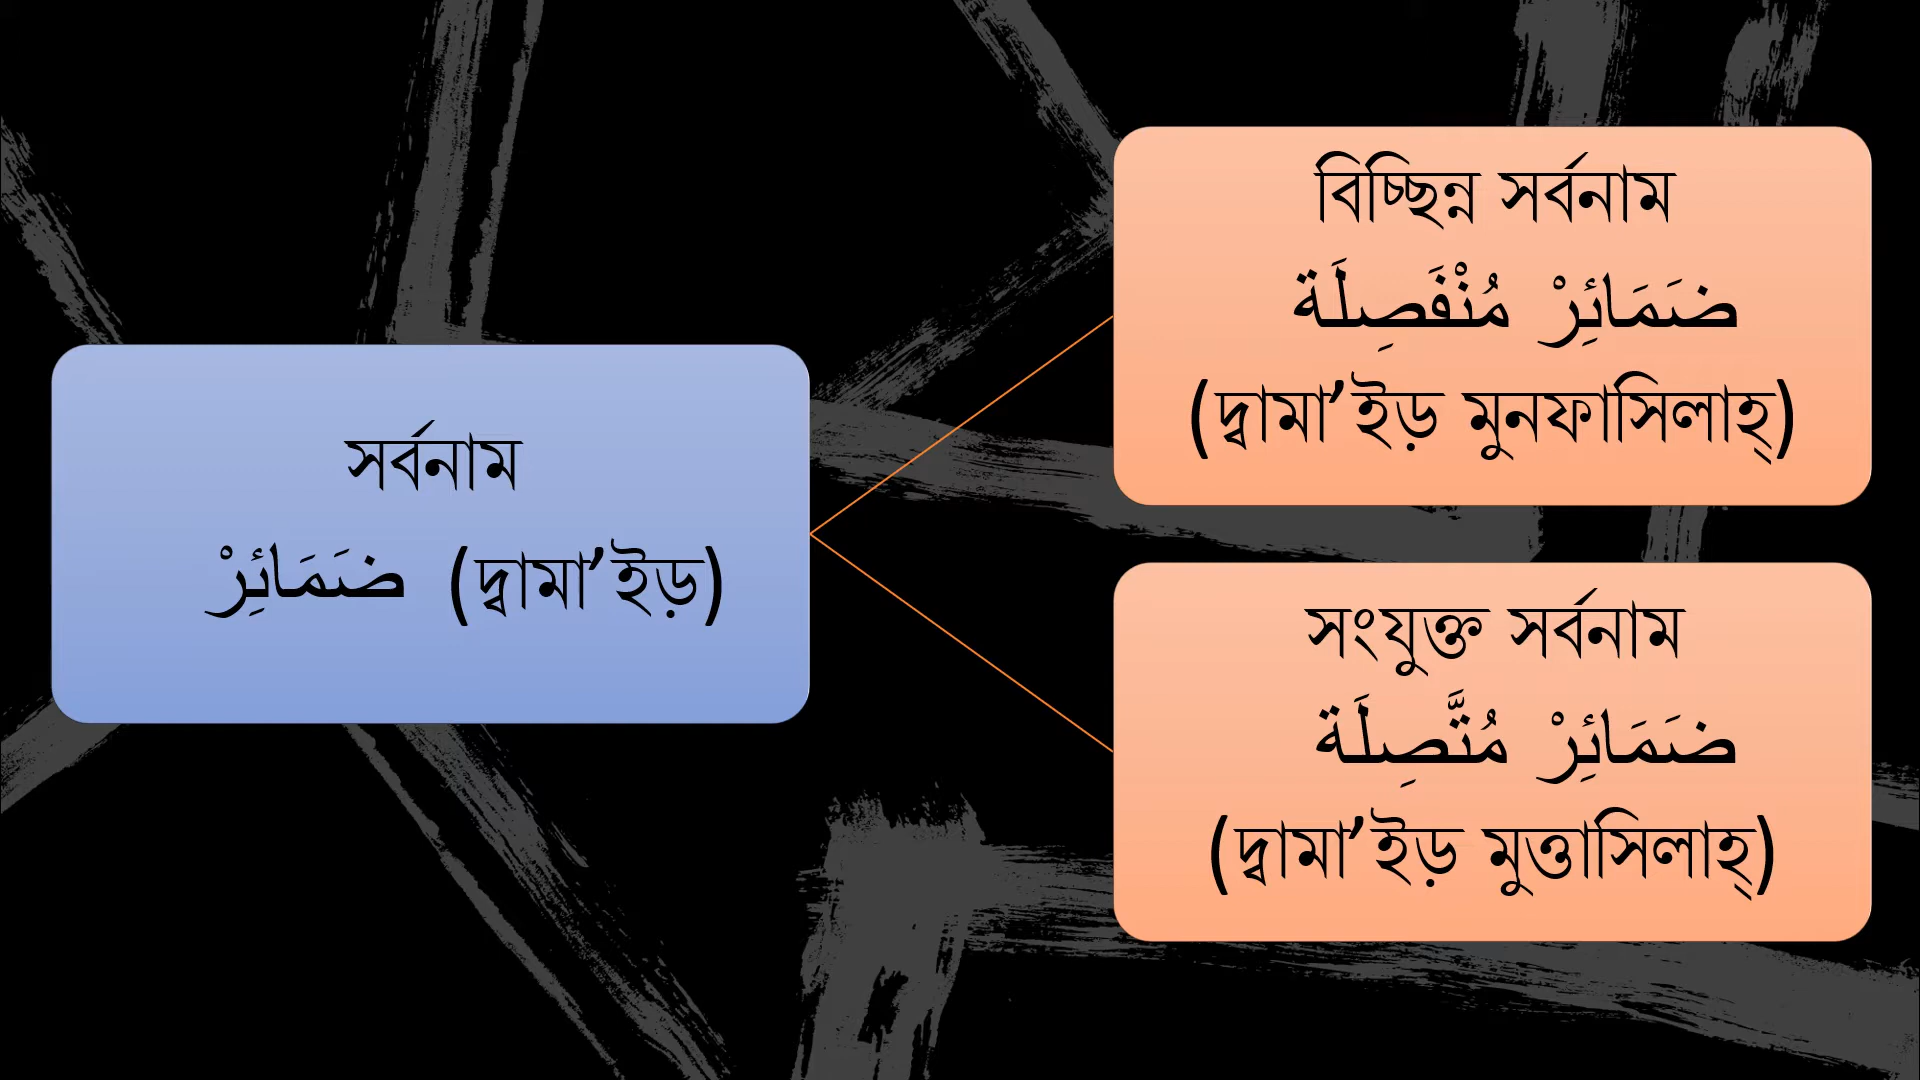 সর্বনাম
ضَمَائِرْ (দ্বামা’ইড়)
বিচ্ছিন্ন সর্বনাম
ضَمَائِرْ مُنْفَصِلَة
(দ্বামা’ইড় মুনফাসিলাহ্)
সংযুক্ত সর্বনাম
ضَمَائِرْ مُتَّصِلَة
(দ্বামা’ইড় মুত্তাসিলাহ্)